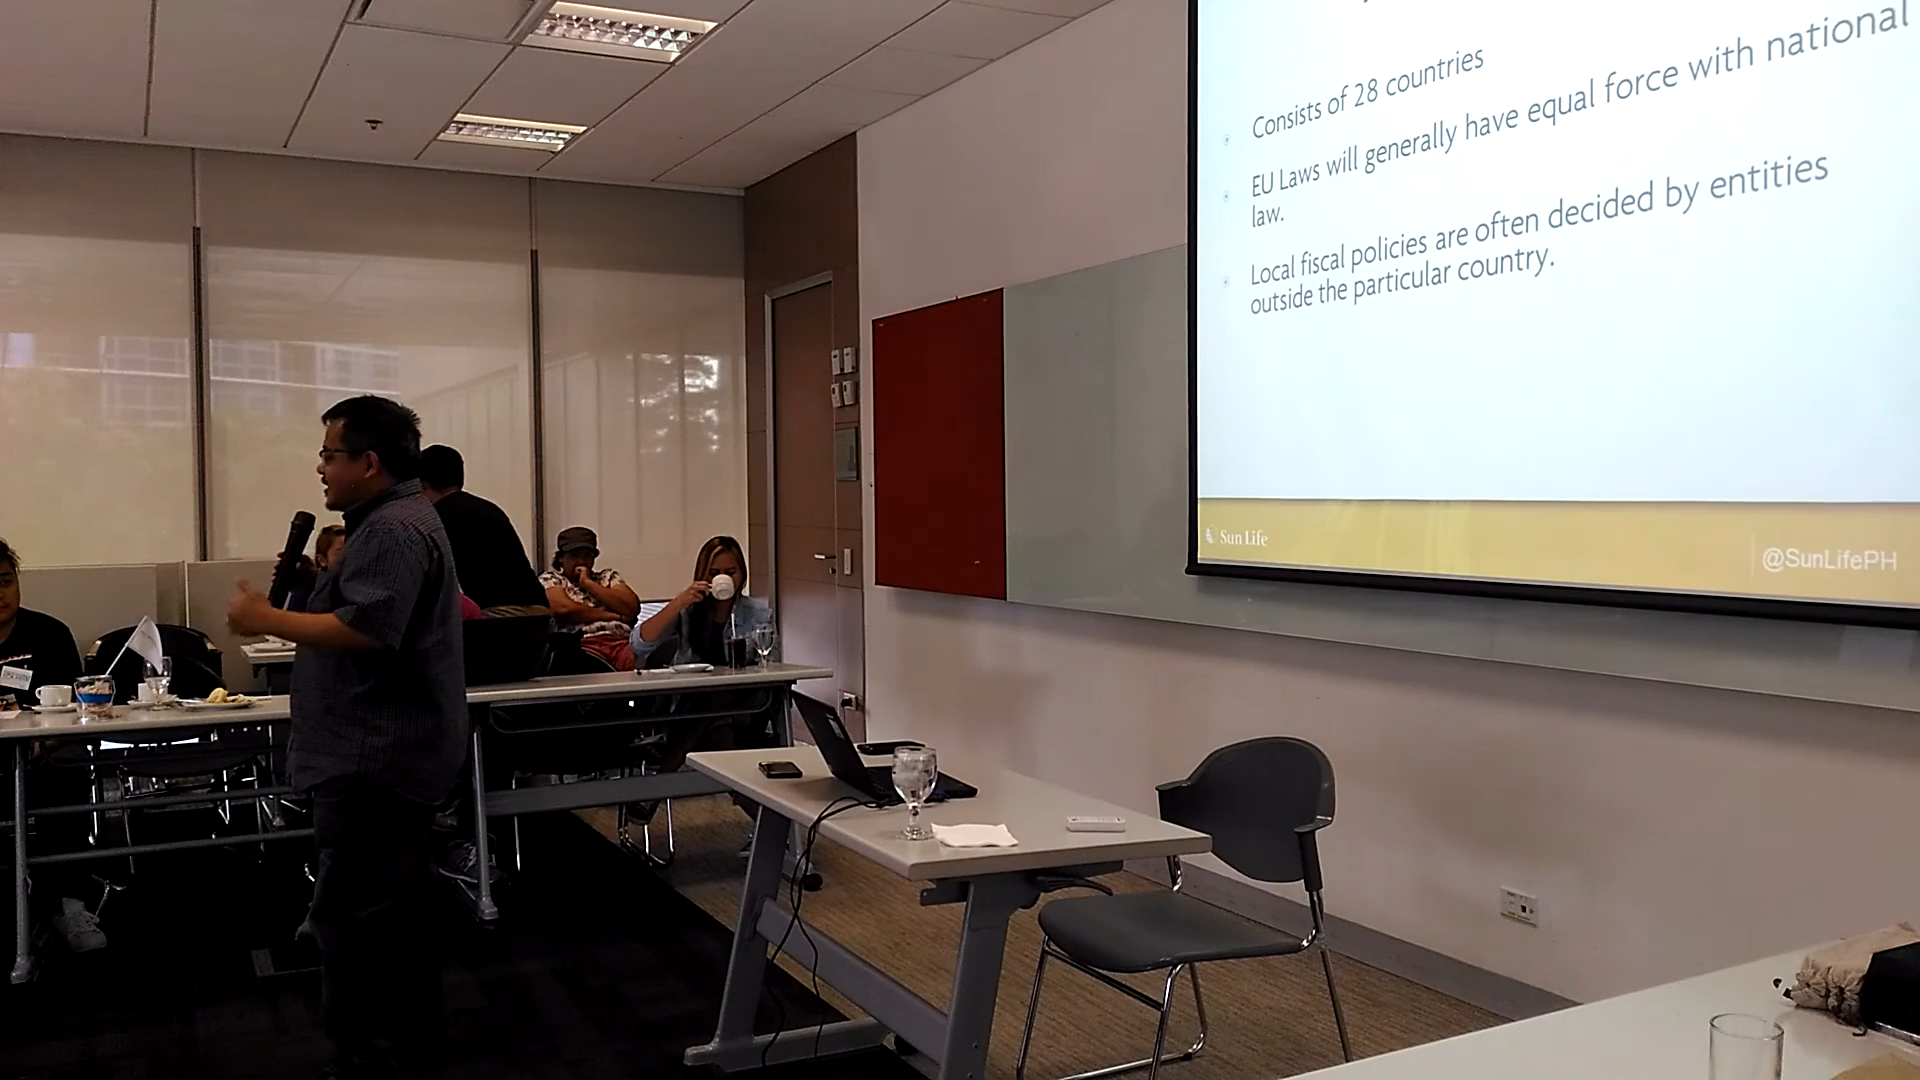 Consists of 28 countries
EU Laws will generally have equal force with national
law.
Local fiscal policies are often decided by entities
outside the particular country.
Sun Life
@SunLifePH